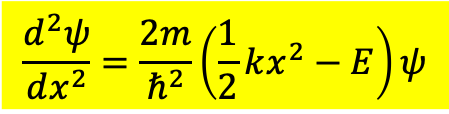 d²ψ/dx² = 2m/ħ² (1/2 kx² − E) ψ